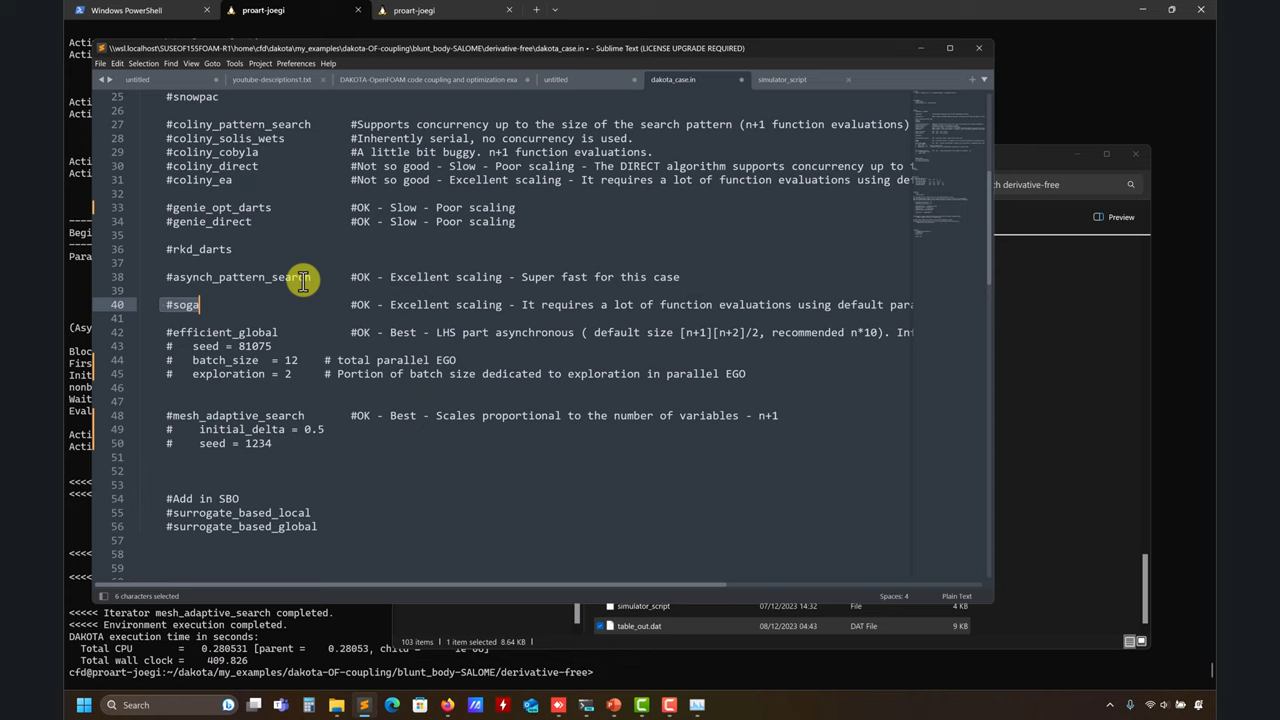 Windows PowerShell
proart-joegi
proart-joegi
\\wsl.localhost\SUSEOF155FOAM-R1\home\cfd\dakota\my_examples\dakota-OF-coupling\blunt_body-SALOME\derivative-free\dakota_case.in • - Sublime Text (LICENSE UPGRADE REQUIRED)
File Edit Selection Find View Goto Tools Project Preferences Help
untitled youtube-descriptions1.txt DAKOTA-OpenFOAM code coupling and optimization exa untitled dakota_case.in simulator_script
25 #snowpac
26
27 #coliny_pattern_search #Supports concurrency up to the size of the search pattern (n+1 function evaluations)
28 #coliny_solis_wets #Inherently serial, no concurrency is used.
29 #coliny_cobyla #A little bit buggy, n+1 function evaluations.
30 #coliny_direct #Not so good - Slow - Poor scaling - The DIRECT algorithm supports concurrency up to
31 #coliny_ea #Not so good - Excellent scaling - It requires a lot of function evaluations using
32
33 #genie_opt_darts #OK - Slow - Poor scaling
34 #genie_direct #OK - Slow - Poor scaling
35
36 #rkd_darts
37
38 #asynch_pattern_search #OK - Excellent scaling - Super fast for this case
39
40 #soga #OK - Excellent scaling - It requires a lot of function evaluations using default
41
42 #efficient_global #OK - Best - LHS part asynchronous ( default size [n+1][n+2]/2, recommended n*10).
43 # seed = 81075
44 # batch_size = 12 # total parallel EGO
45 # exploration = 2 # Portion of batch size dedicated to exploration in parallel EGO
46
47
48 #mesh_adaptive_search #OK - Best - Scales proportional to the number of variables - n+1
49 # initial_delta = 0.5
50 # seed = 1234
51
52
53
54 #Add in SBO
55 #surrogate_based_local
56 #surrogate_based_global
57
58
59
6 characters selected Spaces: 4 Plain Text
derivative-free
Preview
simulator_script 07/12/2023 14:32 File 4 KB
table_out.dat 08/12/2023 04:43 DAT File 9 KB
103 items 1 item selected 8.64 KB
<<<<< Iterator mesh_adaptive_search completed.
<<<<< Environment execution completed.
DAKOTA execution time in seconds:
Total CPU = 0.280531 [parent = 0.28053, child =
Total wall clock = 409.826
cfd@proart-joegi:~/dakota/my_examples/dakota-OF-coupling/blunt_body-SALOME/derivative-free>
Search